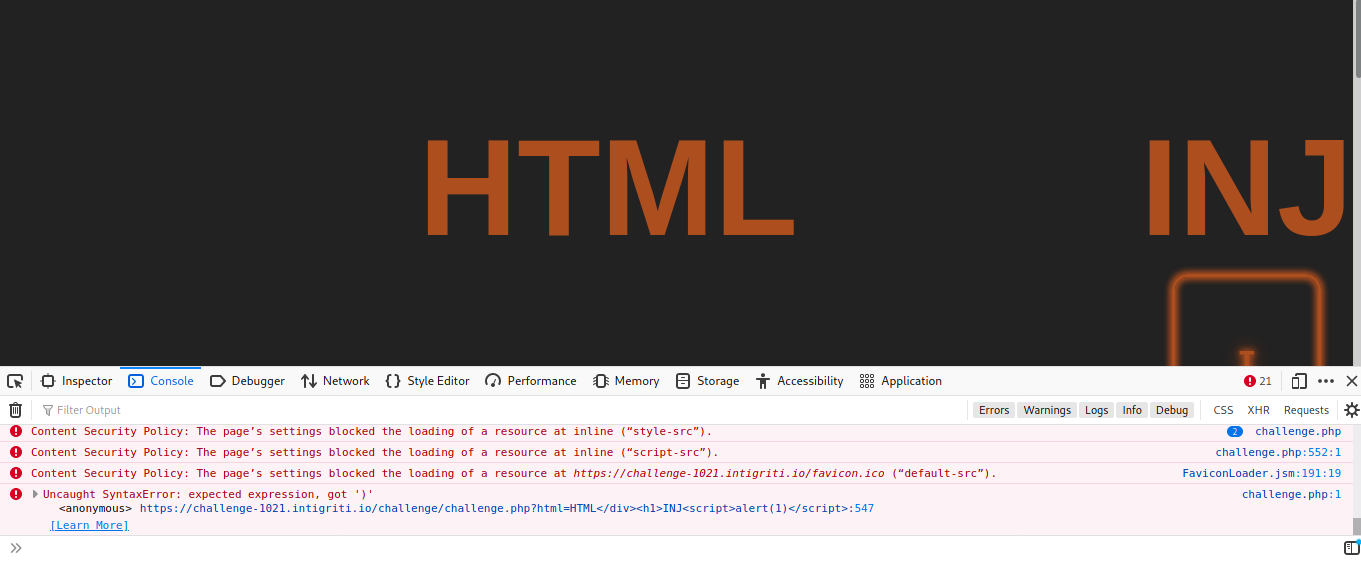 HTML INJ
I
Inspector Console Debugger Network Style Editor Performance Memory Storage Accessibility Application 21
Filter Output Errors Warnings Logs Info Debug CSS XHR Requests
Content Security Policy: The page’s settings blocked the loading of a resource at inline (“style-src”). 2 challenge.php
Content Security Policy: The page’s settings blocked the loading of a resource at inline (“script-src”). challenge.php:552:1
Content Security Policy: The page’s settings blocked the loading of a resource at https://challenge-1021.intigriti.io/favicon.ico (“default-src”). FaviconLoader.jsm:191:19
Uncaught SyntaxError: expected expression, got ')' challenge.php:1
<anonymous> https://challenge-1021.intigriti.io/challenge/challenge.php?html=HTML</div><h1>INJ<script>alert(1)</script>:547
[Learn More]